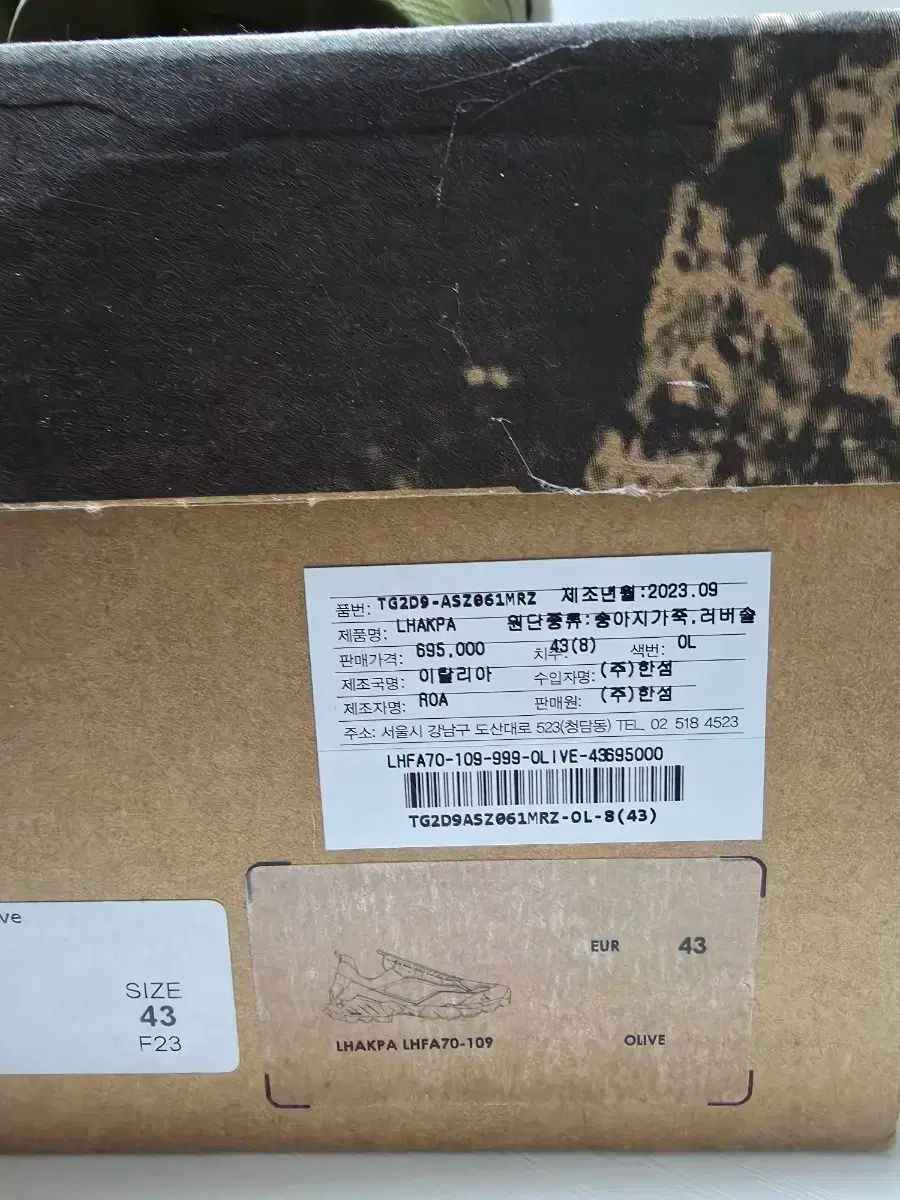 품번: TG2D9-ASZ061MRZ 제조년월:2023.09
제품명: LHAKPA 원단종류:송아지가죽,러버솔
판매가격: 695,000 치수: 43(8) 색번: OL
제조국명: 이탈리아 수입자명: (주)한섬
제조자명: ROA 판매원: (주)한섬
주소: 서울시 강남구 도산대로 523(청담동) TEL. 02 518 4523
LHFA70-109-999-OLIVE-43695000
TG2D9ASZ061MRZ-OL-8(43)
ve
SIZE
43
F23
EUR 43
LHAKPA LHFA70-109 OLIVE